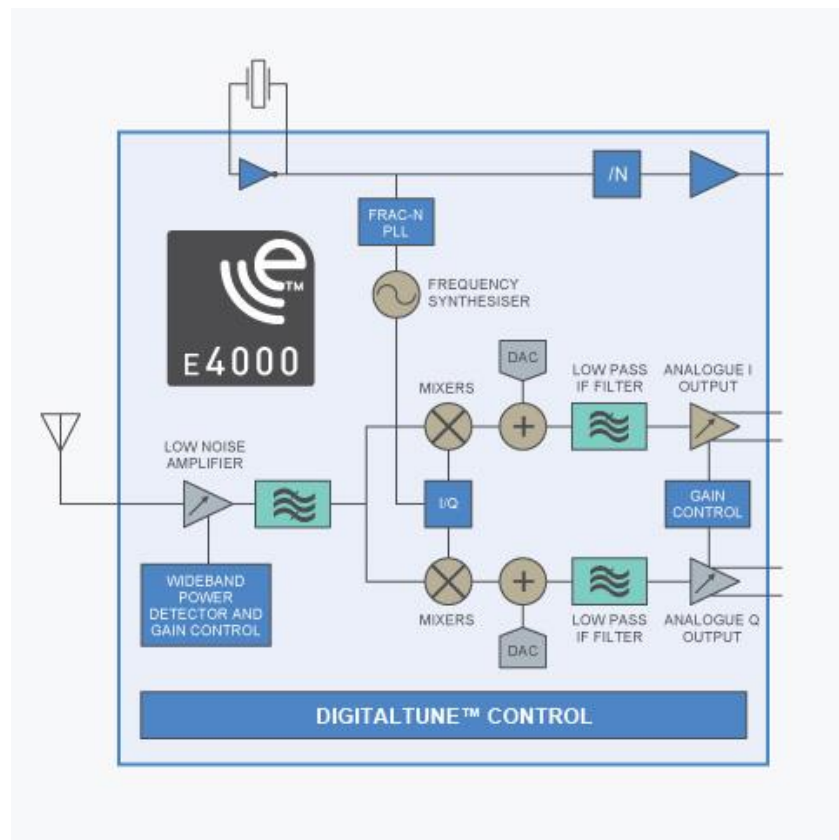 /N
FRAC-N
PLL
FREQUENCY
SYNTHESISER
e
TM
E4000
DAC
MIXERS
LOW PASS
IF FILTER
ANALOGUE I
OUTPUT
LOW NOISE
AMPLIFIER
I/Q
GAIN
CONTROL
WIDEBAND
POWER
DETECTOR AND
GAIN CONTROL
MIXERS
DAC
LOW PASS
IF FILTER
ANALOGUE Q
OUTPUT
DIGITALTUNE™ CONTROL